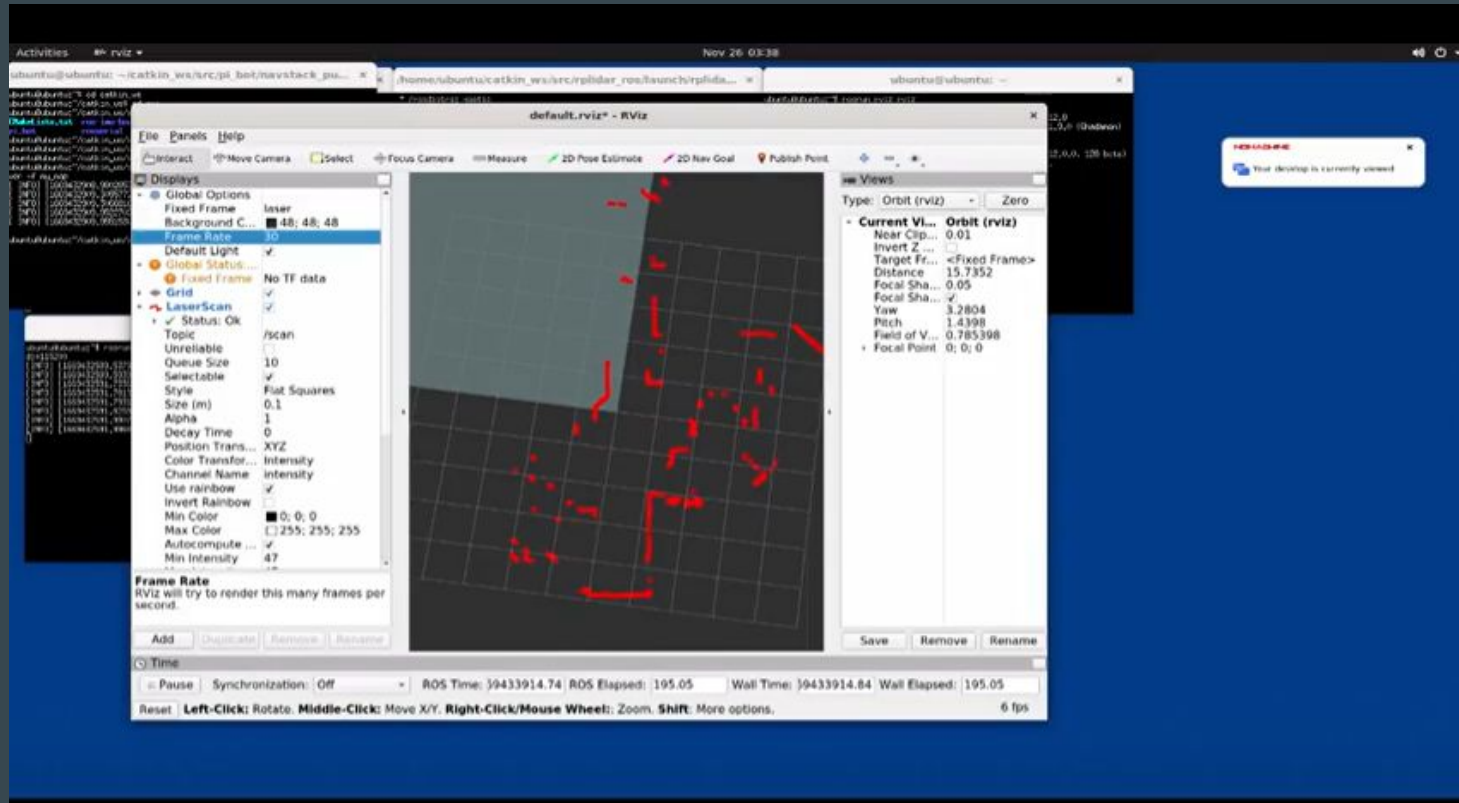 Activities rviz Nov 26 03:38
ubuntu@ubuntu: ~/catkin_ws/src/pi_bot/navstack_pu... ×
/home/ubuntu/catkin_ws/src/rplidar_ros/launch/rplida... ×
ubuntu@ubuntu: ~ ×
default.rviz* - RViz
File Panels Help
Interact Move Camera Select Focus Camera Measure 2D Pose Estimate 2D Nav Goal Publish Point
Displays
Global Options
Fixed Frame laser
Background C... 48; 48; 48
Frame Rate 30
Default Light ✓
Global Status:...
Fixed Frame No TF data
Grid ✓
LaserScan ✓
✓ Status: Ok
Topic /scan
Unreliable
Queue Size 10
Selectable ✓
Style Flat Squares
Size (m) 0.1
Alpha 1
Decay Time 0
Position Trans... XYZ
Color Transfor... Intensity
Channel Name intensity
Use rainbow ✓
Invert Rainbow
Min Color 0; 0; 0
Max Color 255; 255; 255
Autocompute ... ✓
Min Intensity 47
Frame Rate
RViz will try to render this many frames per
second.
Add Duplicate Remove Rename
Views
Type: Orbit (rviz) Zero
Current Vi... Orbit (rviz)
Near Clip... 0.01
Invert Z ...
Target Fr... <Fixed Frame>
Distance 15.7352
Focal Sha... 0.05
Focal Sha... ✓
Yaw 3.2804
Pitch 1.4398
Field of V... 0.785398
Focal Point 0; 0; 0
Save Remove Rename
NOMACHINE ×
Your desktop is currently viewed
Time
Pause Synchronization: Off ROS Time: 59433914.74 ROS Elapsed: 195.05 Wall Time: 59433914.84 Wall Elapsed: 195.05
Reset Left-Click: Rotate. Middle-Click: Move X/Y. Right-Click/Mouse Wheel:: Zoom. Shift: More options. 6 fps